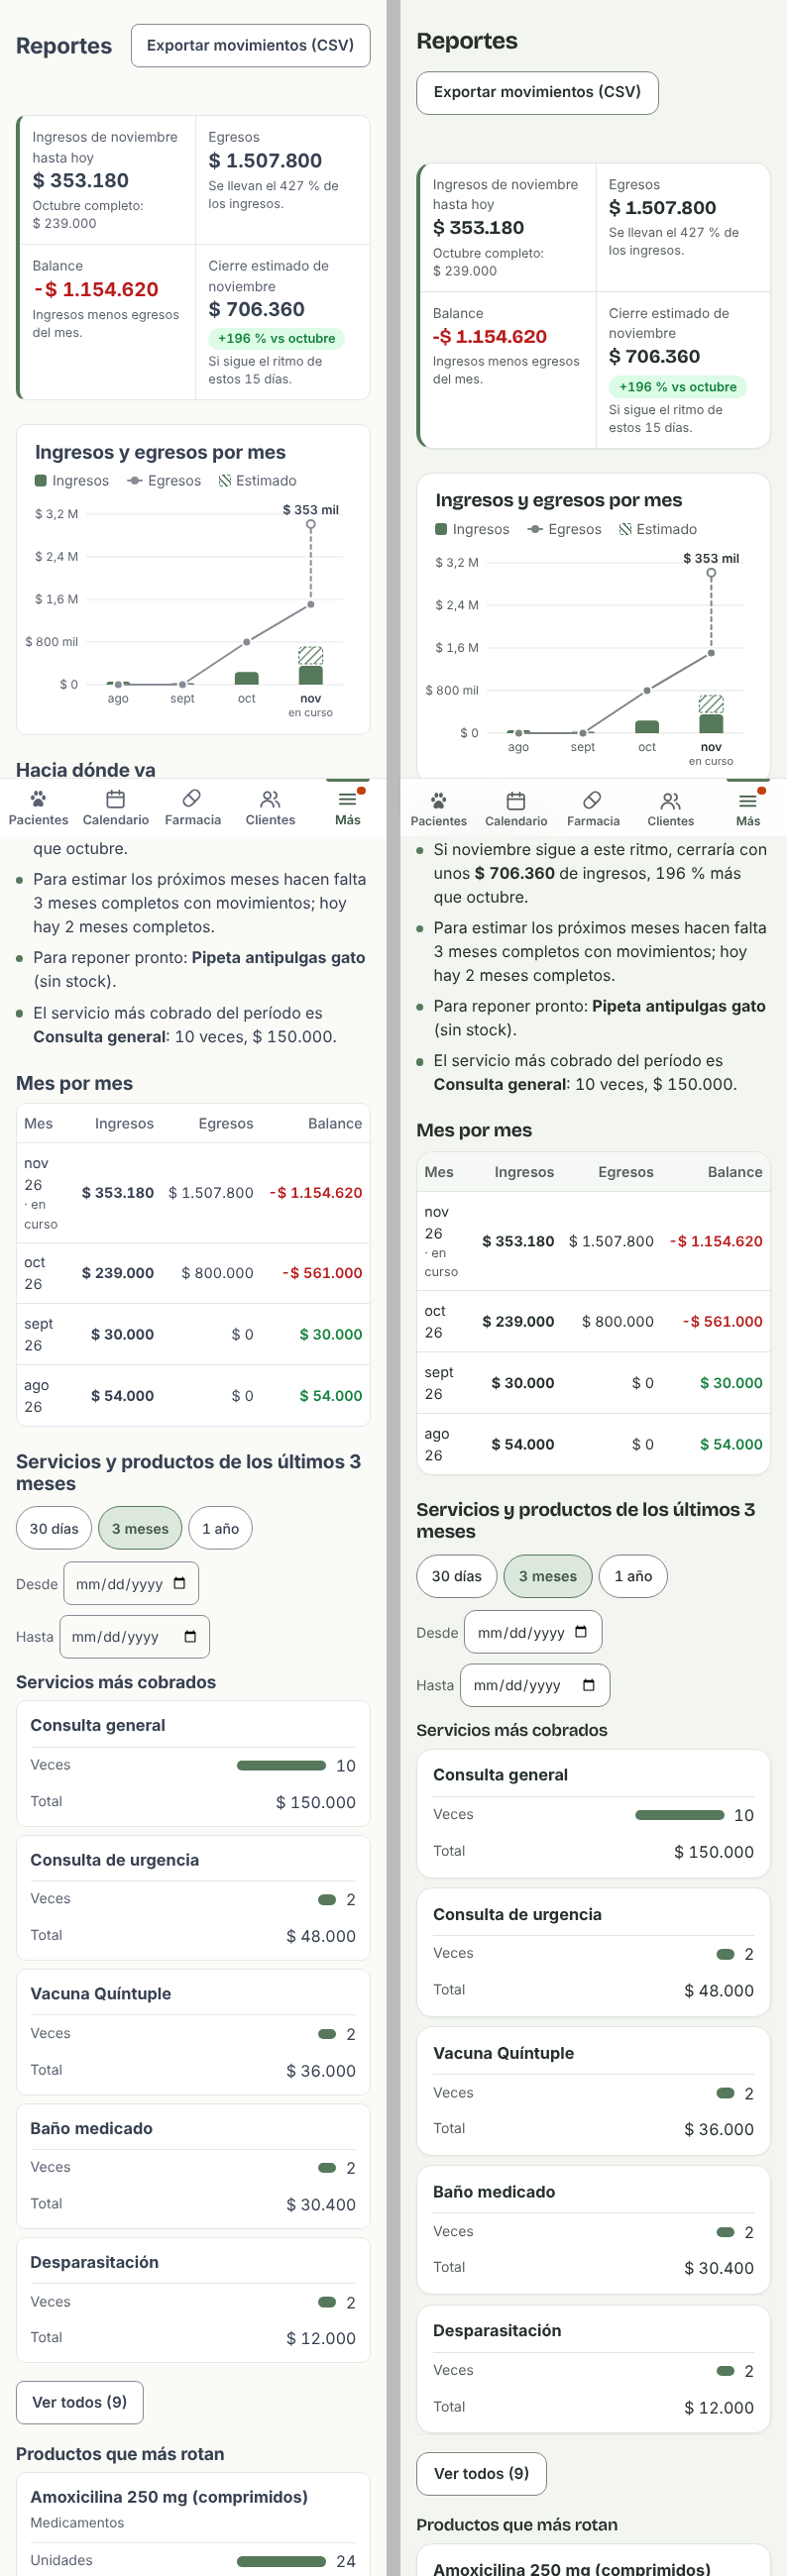 Reportes
Exportar movimientos (CSV)
Ingresos de noviembre
hasta hoy
$ 353.180
Octubre completo:
$ 239.000
Egresos
$ 1.507.800
Se llevan el 427 % de
los ingresos.
Balance
-$ 1.154.620
Ingresos menos egresos
del mes.
Cierre estimado de
noviembre
$ 706.360
+196 % vs octubre
Si sigue el ritmo de
estos 15 días.
Ingresos y egresos por mes
Ingresos
Egresos
Estimado
$ 353 mil
$ 3,2 M
$ 2,4 M
$ 1,6 M
$ 800 mil
$ 0
ago
sept
oct
nov
en curso
Hacia dónde va
Pacientes
Calendario
Farmacia
Clientes
Más
que octubre.
Para estimar los próximos meses hacen falta
3 meses completos con movimientos; hoy
hay 2 meses completos.
Para reponer pronto: Pipeta antipulgas gato
(sin stock).
El servicio más cobrado del período es
Consulta general: 10 veces, $ 150.000.
Mes por mes
Mes Ingresos Egresos Balance
nov
26
· en
curso
$ 353.180 $ 1.507.800 -$ 1.154.620
oct
26
$ 239.000 $ 800.000 -$ 561.000
sept
26
$ 30.000 $ 0 $ 30.000
ago
26
$ 54.000 $ 0 $ 54.000
Servicios y productos de los últimos 3
meses
30 días
3 meses
1 año
Desde mm/dd/yyyy
Hasta mm/dd/yyyy
Servicios más cobrados
Consulta general
Veces 10
Total $ 150.000
Consulta de urgencia
Veces 2
Total $ 48.000
Vacuna Quíntuple
Veces 2
Total $ 36.000
Baño medicado
Veces 2
Total $ 30.400
Desparasitación
Veces 2
Total $ 12.000
Ver todos (9)
Productos que más rotan
Amoxicilina 250 mg (comprimidos)
Medicamentos
Unidades 24
Reportes
Exportar movimientos (CSV)
Ingresos de noviembre
hasta hoy
$ 353.180
Octubre completo:
$ 239.000
Egresos
$ 1.507.800
Se llevan el 427 % de
los ingresos.
Balance
-$ 1.154.620
Ingresos menos egresos
del mes.
Cierre estimado de
noviembre
$ 706.360
+196 % vs octubre
Si sigue el ritmo de
estos 15 días.
Ingresos y egresos por mes
Ingresos
Egresos
Estimado
$ 353 mil
$ 3,2 M
$ 2,4 M
$ 1,6 M
$ 800 mil
$ 0
ago
sept
oct
nov
en curso
Pacientes
Calendario
Farmacia
Clientes
Más
Si noviembre sigue a este ritmo, cerraría con
unos $ 706.360 de ingresos, 196 % más
que octubre.
Para estimar los próximos meses hacen falta
3 meses completos con movimientos; hoy
hay 2 meses completos.
Para reponer pronto: Pipeta antipulgas gato
(sin stock).
El servicio más cobrado del período es
Consulta general: 10 veces, $ 150.000.
Mes por mes
Mes Ingresos Egresos Balance
nov
26
· en
curso
$ 353.180 $ 1.507.800 -$ 1.154.620
oct
26
$ 239.000 $ 800.000 -$ 561.000
sept
26
$ 30.000 $ 0 $ 30.000
ago
26
$ 54.000 $ 0 $ 54.000
Servicios y productos de los últimos 3
meses
30 días
3 meses
1 año
Desde mm/dd/yyyy
Hasta mm/dd/yyyy
Servicios más cobrados
Consulta general
Veces 10
Total $ 150.000
Consulta de urgencia
Veces 2
Total $ 48.000
Vacuna Quíntuple
Veces 2
Total $ 36.000
Baño medicado
Veces 2
Total $ 30.400
Desparasitación
Veces 2
Total $ 12.000
Ver todos (9)
Productos que más rotan
Amoxicilina 250 mg (comprimidos)